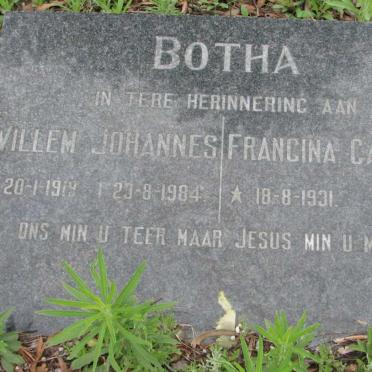 BOTHA
IN TERE HERINNERING AAN
WILLEM JOHANNES FRANCINA
20-1-1918 † 23-8-1984 ★ 18-8-1931
ONS MIN U TEER MAAR JESUS MIN U